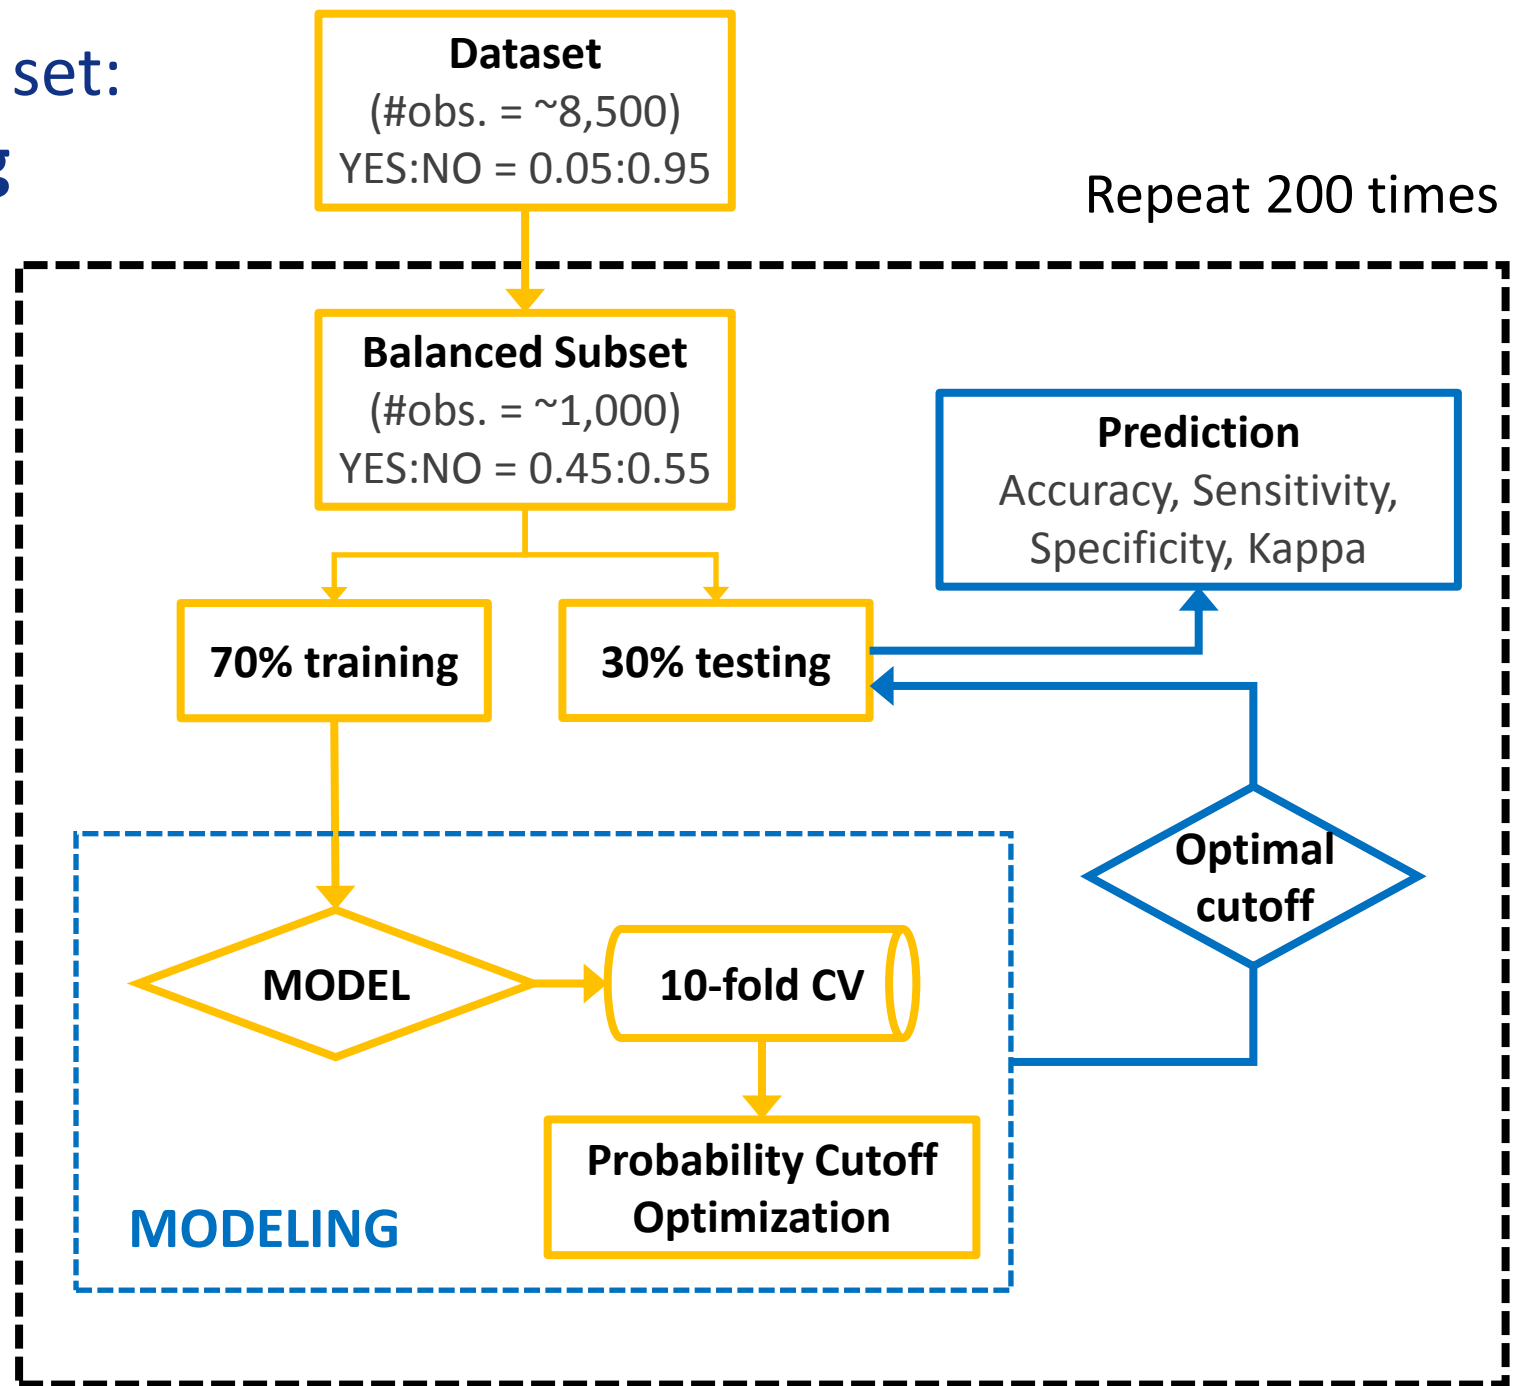 set:
g
Dataset
(#obs. = ~8,500)
YES:NO = 0.05:0.95
Repeat 200 times
Balanced Subset
(#obs. = ~1,000)
YES:NO = 0.45:0.55
Prediction
Accuracy, Sensitivity,
Specificity, Kappa
70% training
30% testing
Optimal
cutoff
MODEL
10-fold CV
Probability Cutoff
Optimization
MODELING